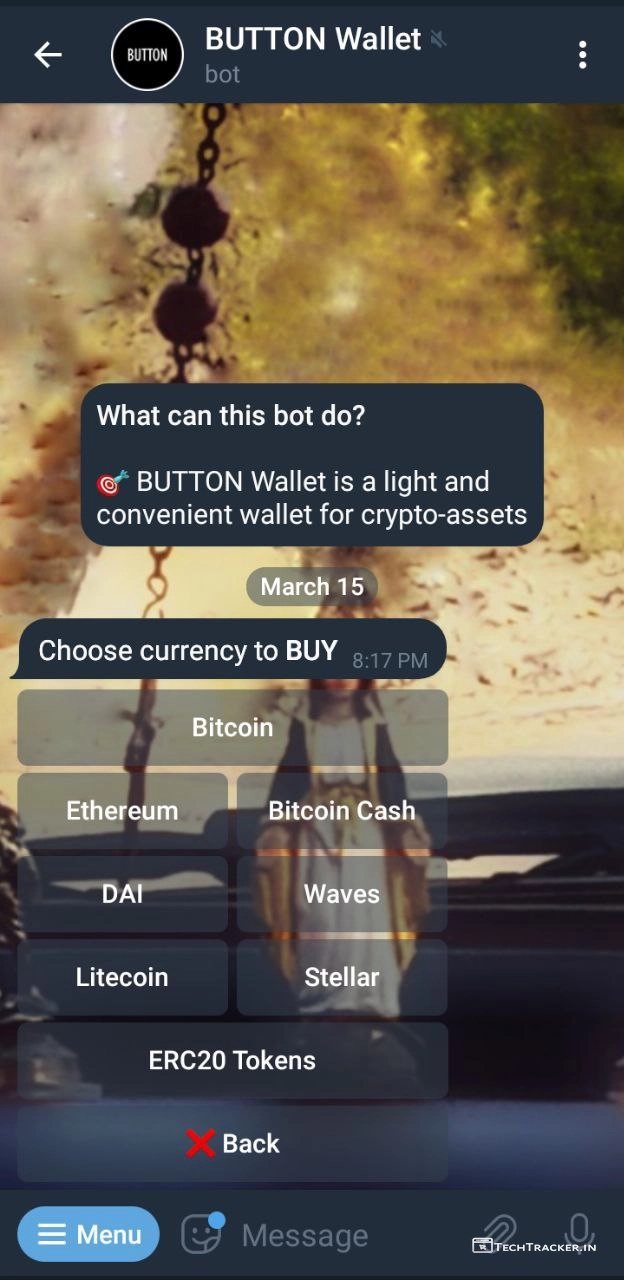 BUTTON
BUTTON Wallet
bot
What can this bot do?
🎯 BUTTON Wallet is a light and
convenient wallet for crypto-assets
March 15
Choose currency to BUY 8:17 PM
Bitcoin
Ethereum Bitcoin Cash
DAI Waves
Litecoin Stellar
ERC20 Tokens
❌ Back
Menu Message
TECHTRACKER.IN